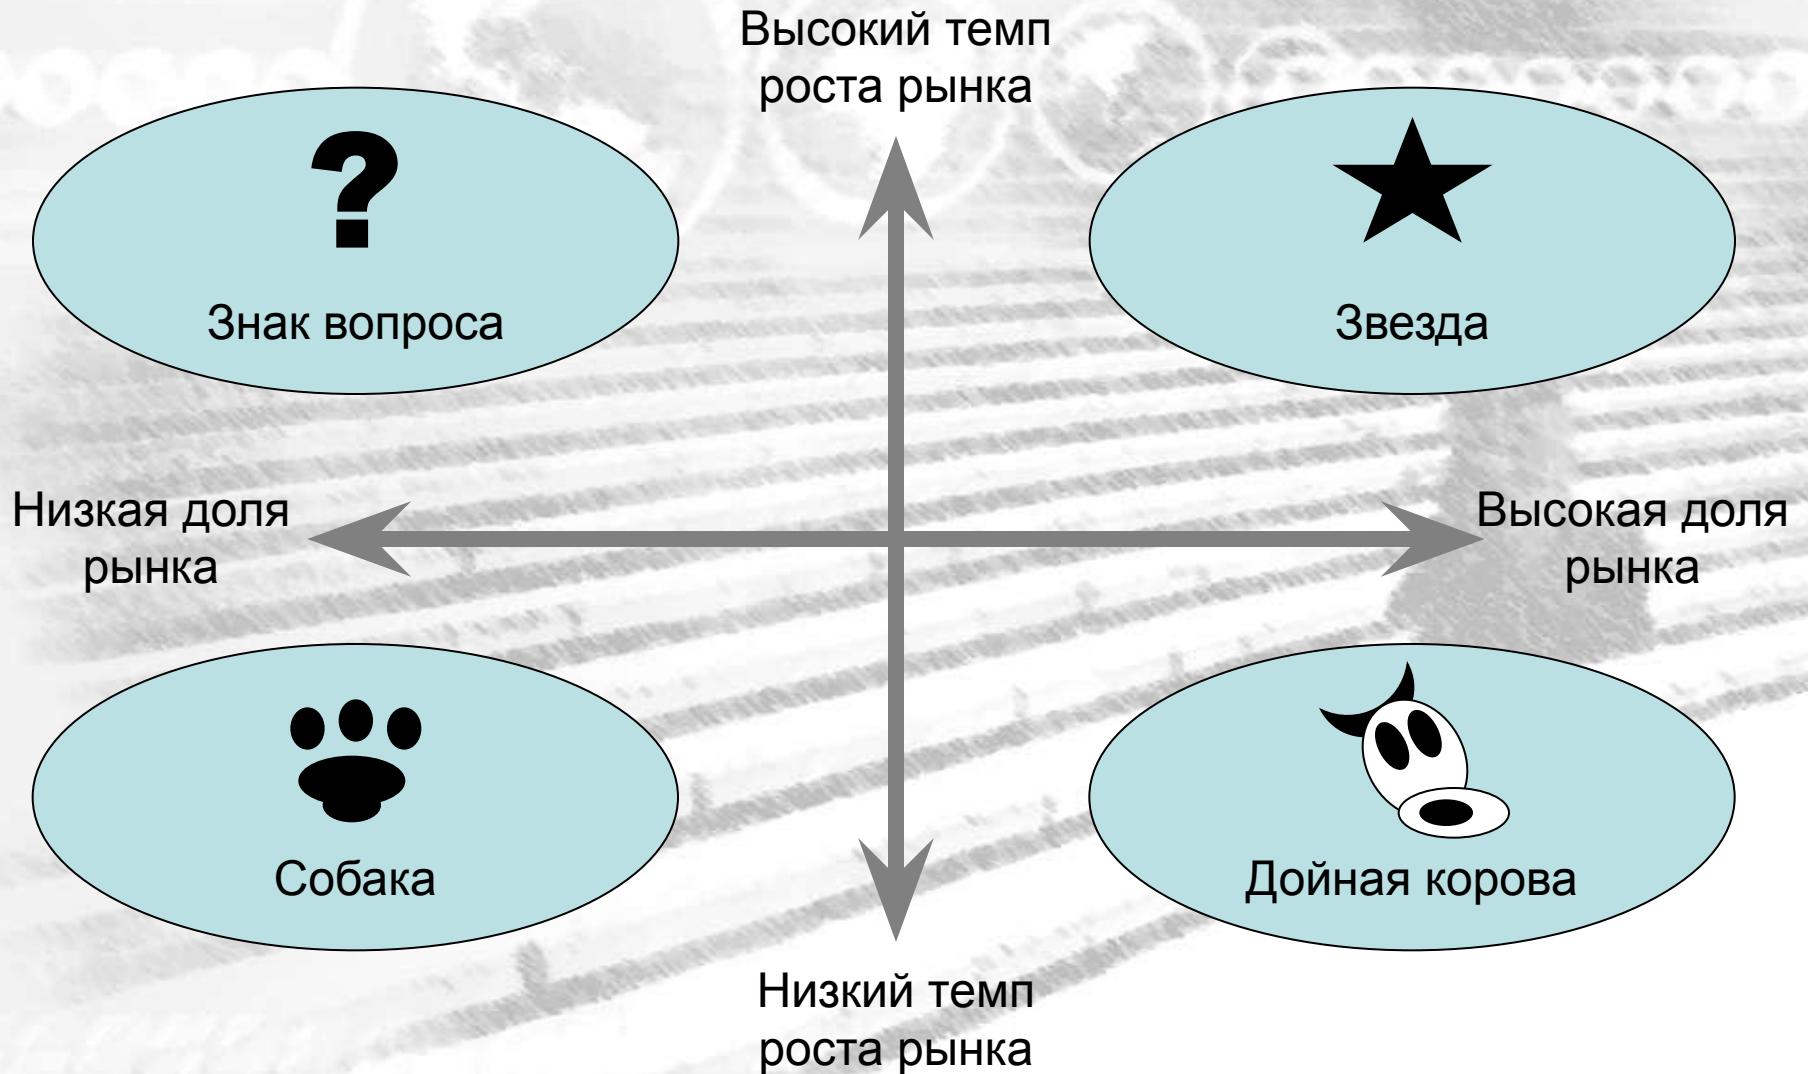 Высокий темп
роста рынка
?
Знак вопроса
Звезда
Низкая доля
рынка
Высокая доля
рынка
Собака
Дойная корова
Низкий темп
роста рынка